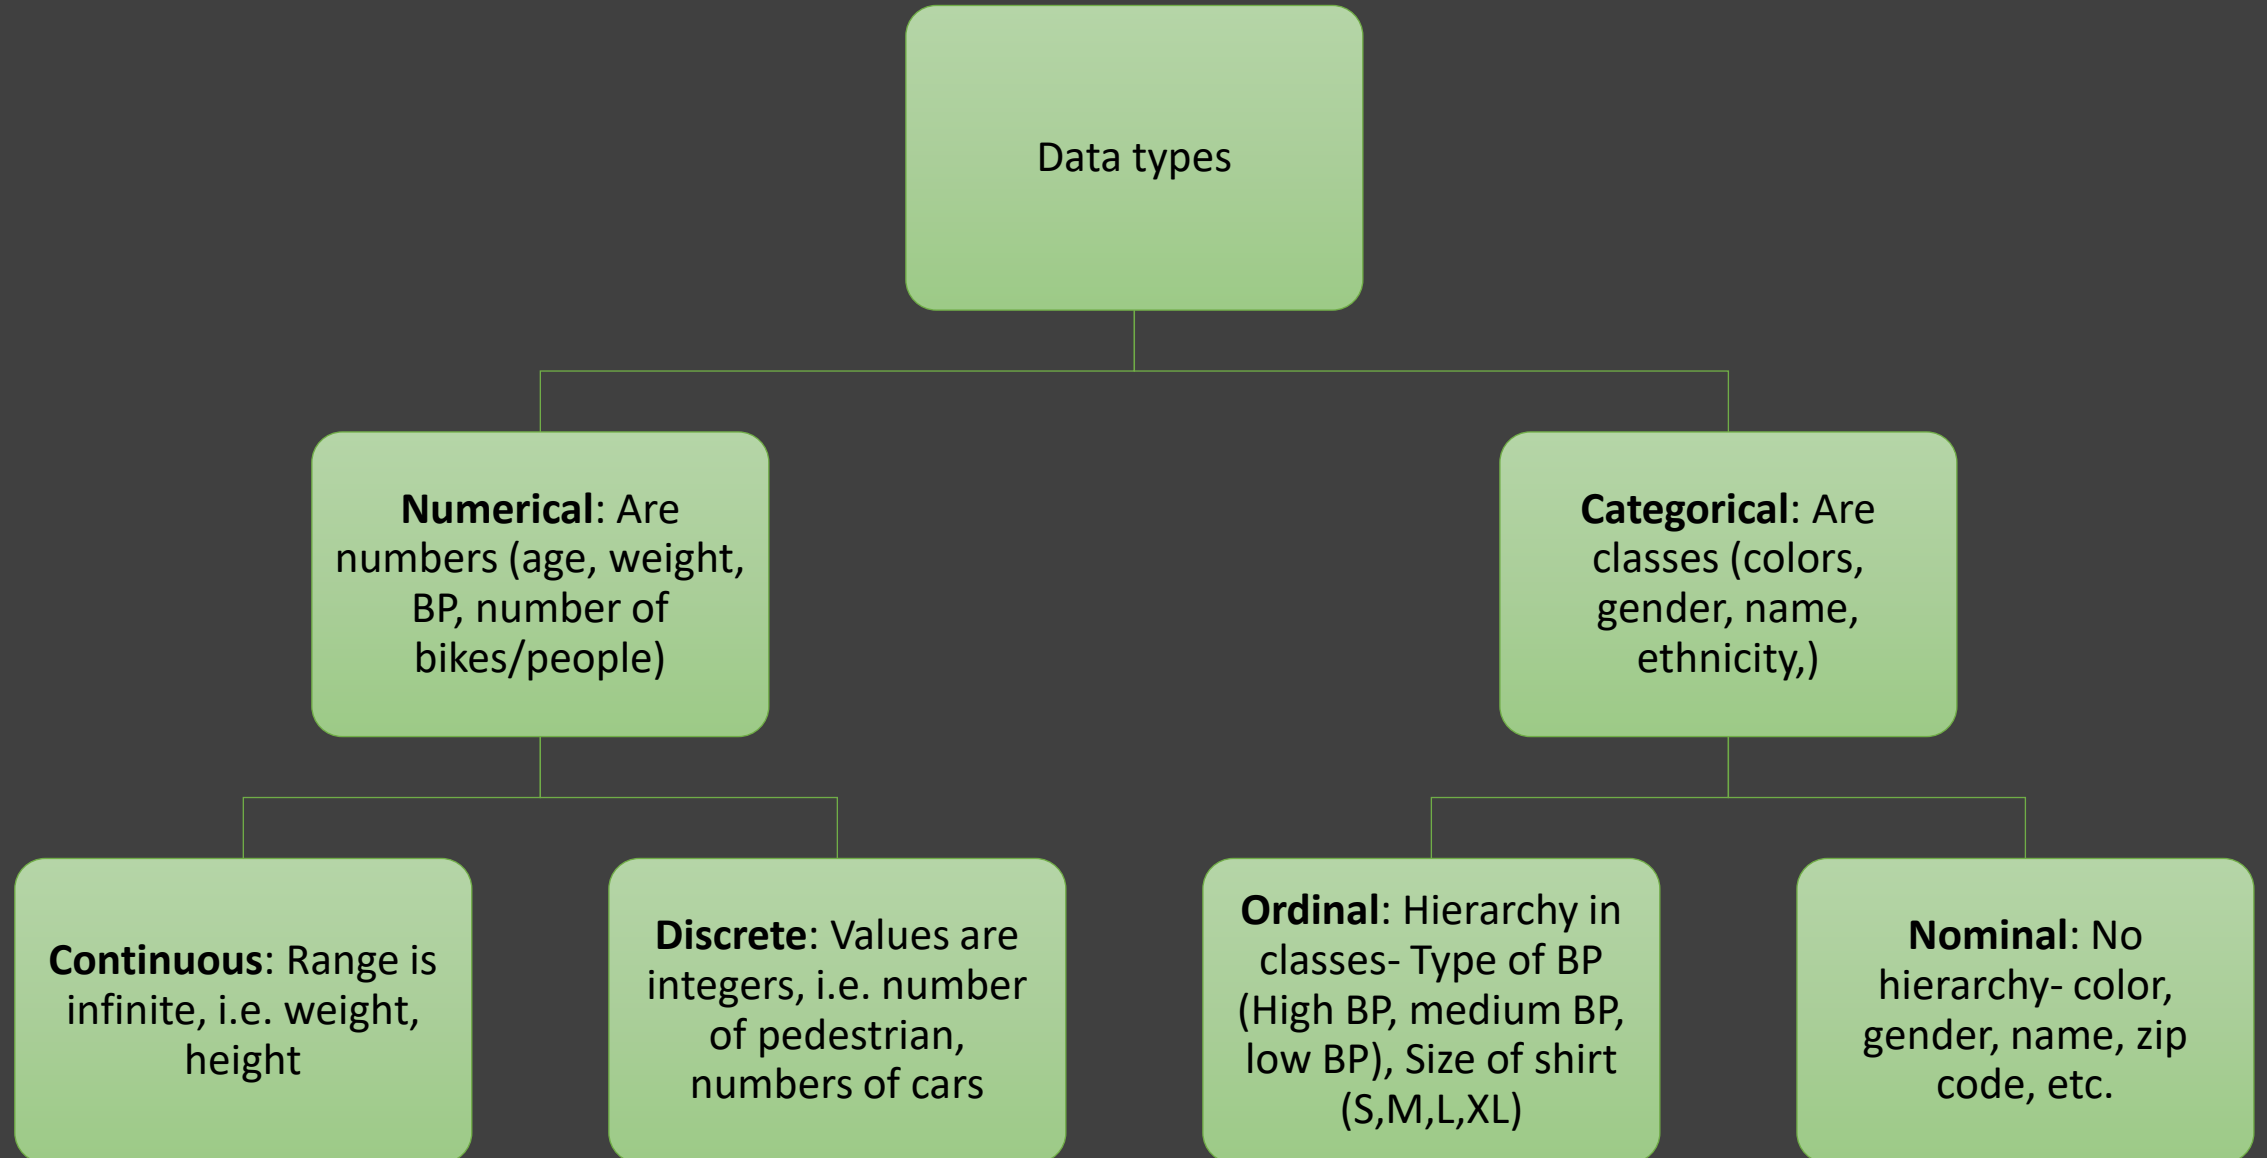 Data types
Numerical: Are
numbers (age, weight,
BP, number of
bikes/people)
Categorical: Are
classes (colors,
gender, name,
ethnicity,)
Continuous: Range is
infinite, i.e. weight,
height
Discrete: Values are
integers, i.e. number
of pedestrian,
numbers of cars
Ordinal: Hierarchy in
classes- Type of BP
(High BP, medium BP,
low BP), Size of shirt
(S,M,L,XL)
Nominal: No
hierarchy- color,
gender, name, zip
code, etc.